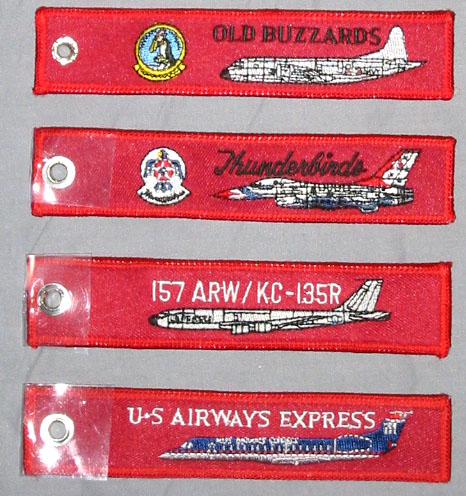 OLD BUZZARDS
Thunderbirds
157 ARW/KC-135R
U•S AIRWAYS EXPRESS